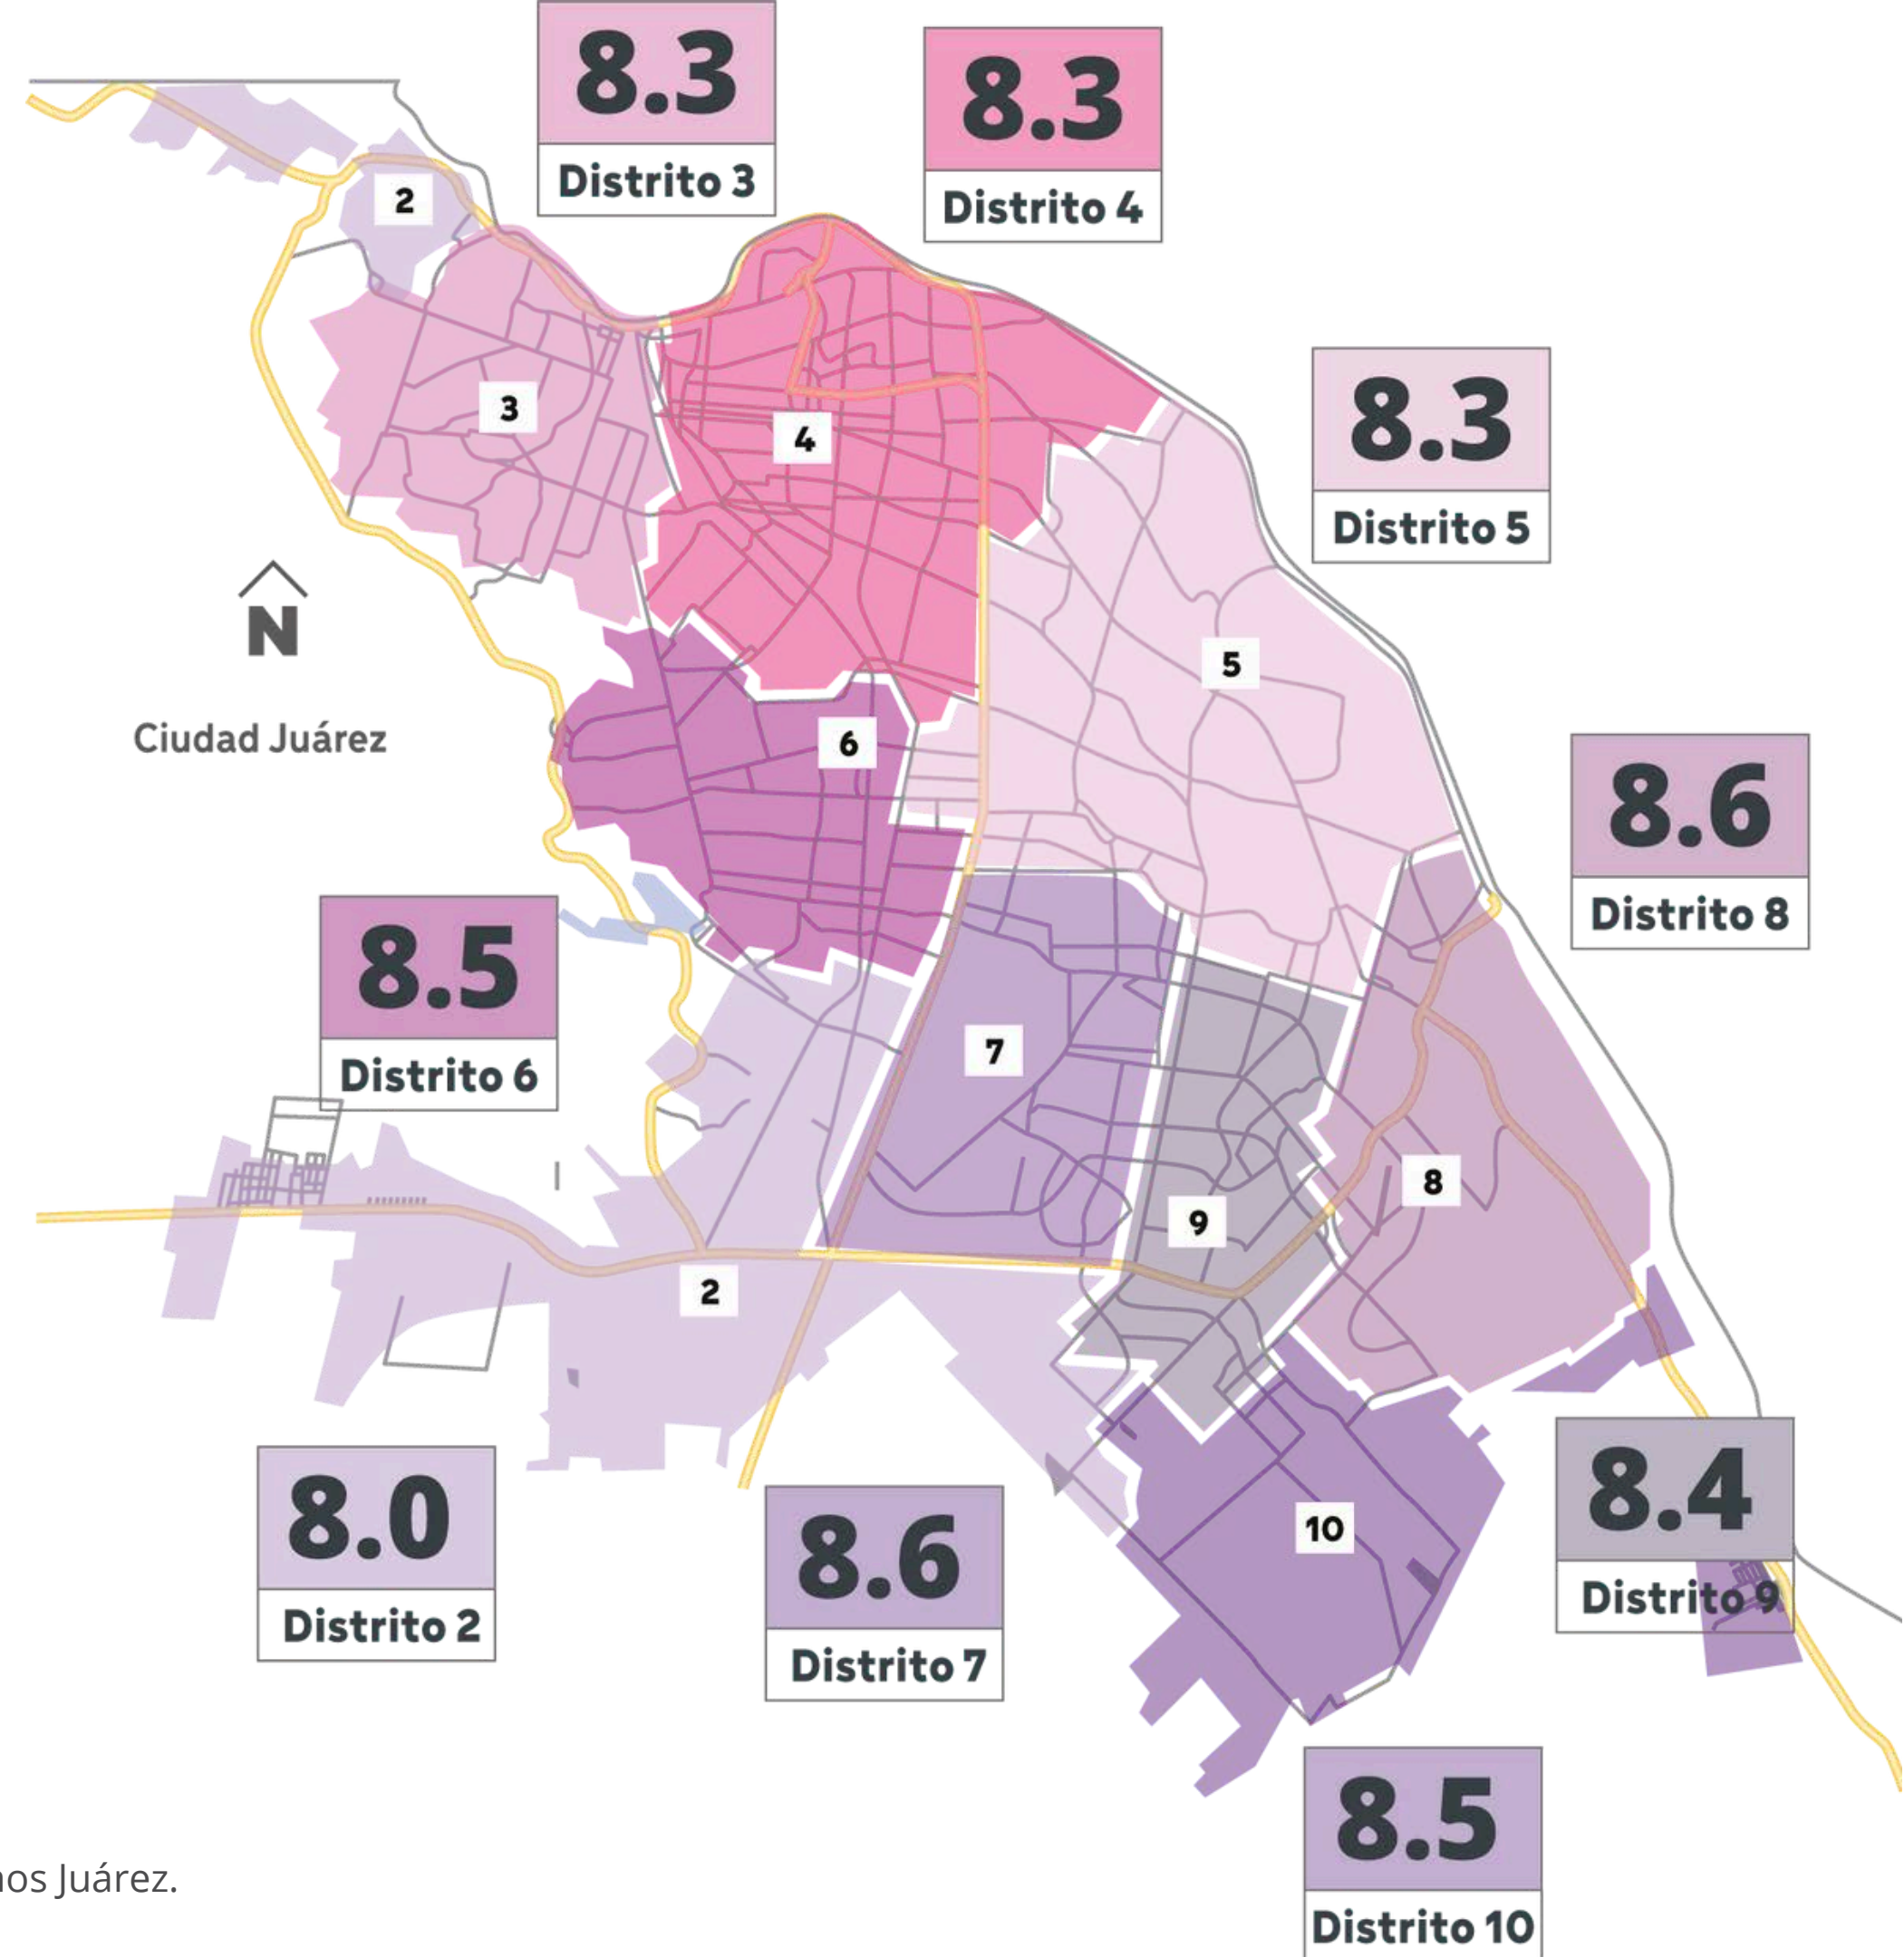 8.3
Distrito 3
8.3
Distrito 4
2
3
4
8.3
Distrito 5
N
Ciudad Juárez
5
6
8.6
Distrito 8
8.5
Distrito 6
7
8
9
2
8.0
Distrito 2
8.6
Distrito 7
10
8.4
Distrito 9
8.5
Distrito 10
Juárez.